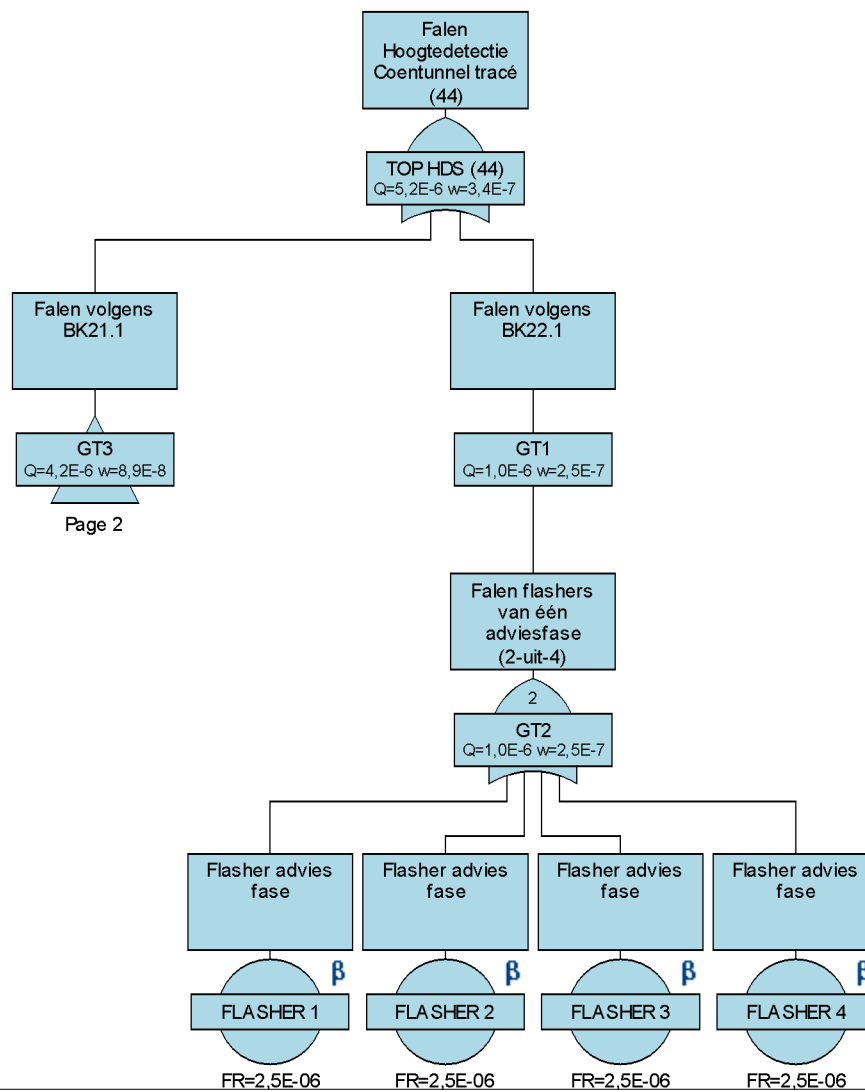 Falen
Hoogtedetectie
Coentunnel tracé
(44)
TOP HDS (44)
Q=5,2E-6 w=3,4E-7
Falen volgens
BK21.1
Falen volgens
BK22.1
GT3
Q=4,2E-6 w=8,9E-8
Page 2
GT1
Q=1,0E-6 w=2,5E-7
Falen flashers
van één
adviesfase
(2-uit-4)
2
GT2
Q=1,0E-6 w=2,5E-7
Flasher advies
fase
Flasher advies
fase
Flasher advies
fase
Flasher advies
fase
β
β
β
β
FLASHER 1
FLASHER 2
FLASHER 3
FLASHER 4
FR=2,5E-06
FR=2,5E-06
FR=2,5E-06
FR=2,5E-06